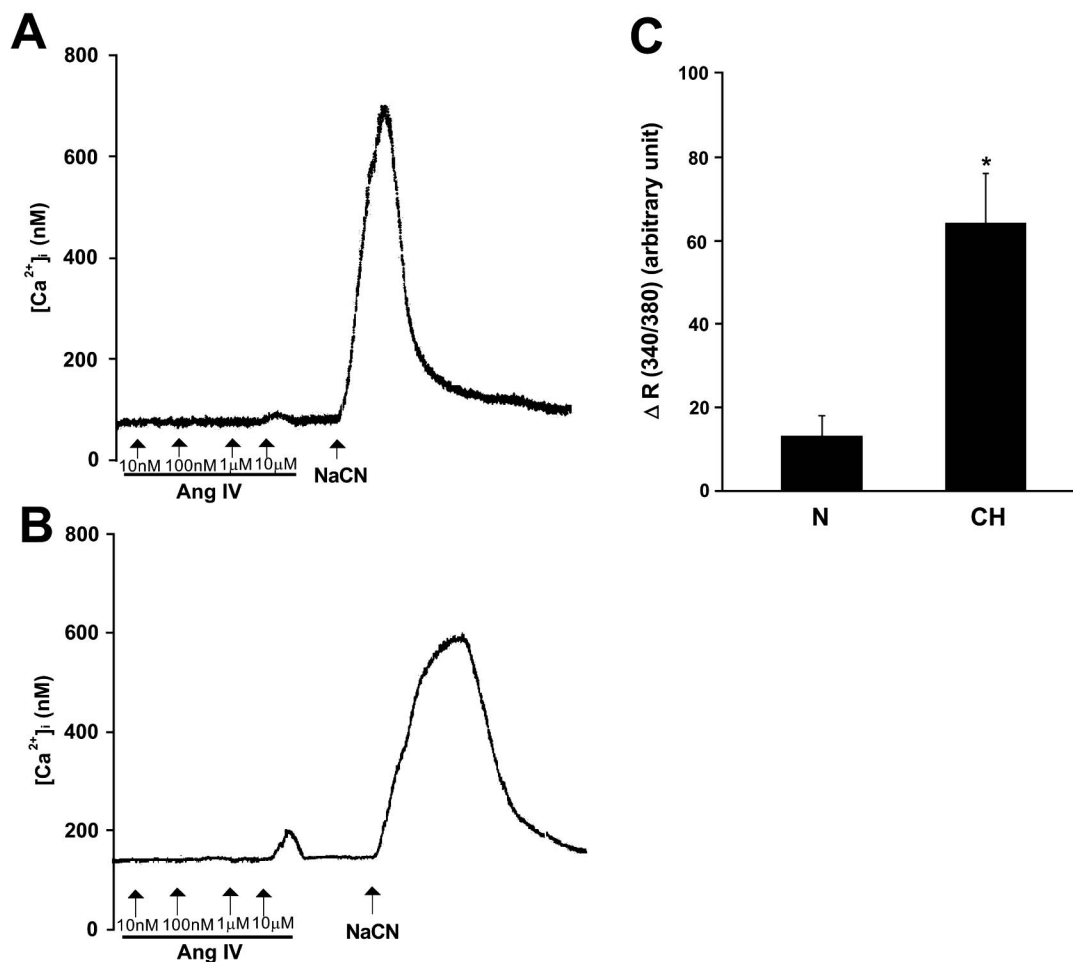 A
800
600
400
200
0
[Ca²⁺]ᵢ (nM)
10nM 100nM 1μM 10μM
Ang IV
NaCN
B
800
600
400
200
0
[Ca²⁺]ᵢ (nM)
10nM 100nM 1μM 10μM
Ang IV
NaCN
C
100
80
60
40
20
0
Δ R (340/380) (arbitrary unit)
*
N CH